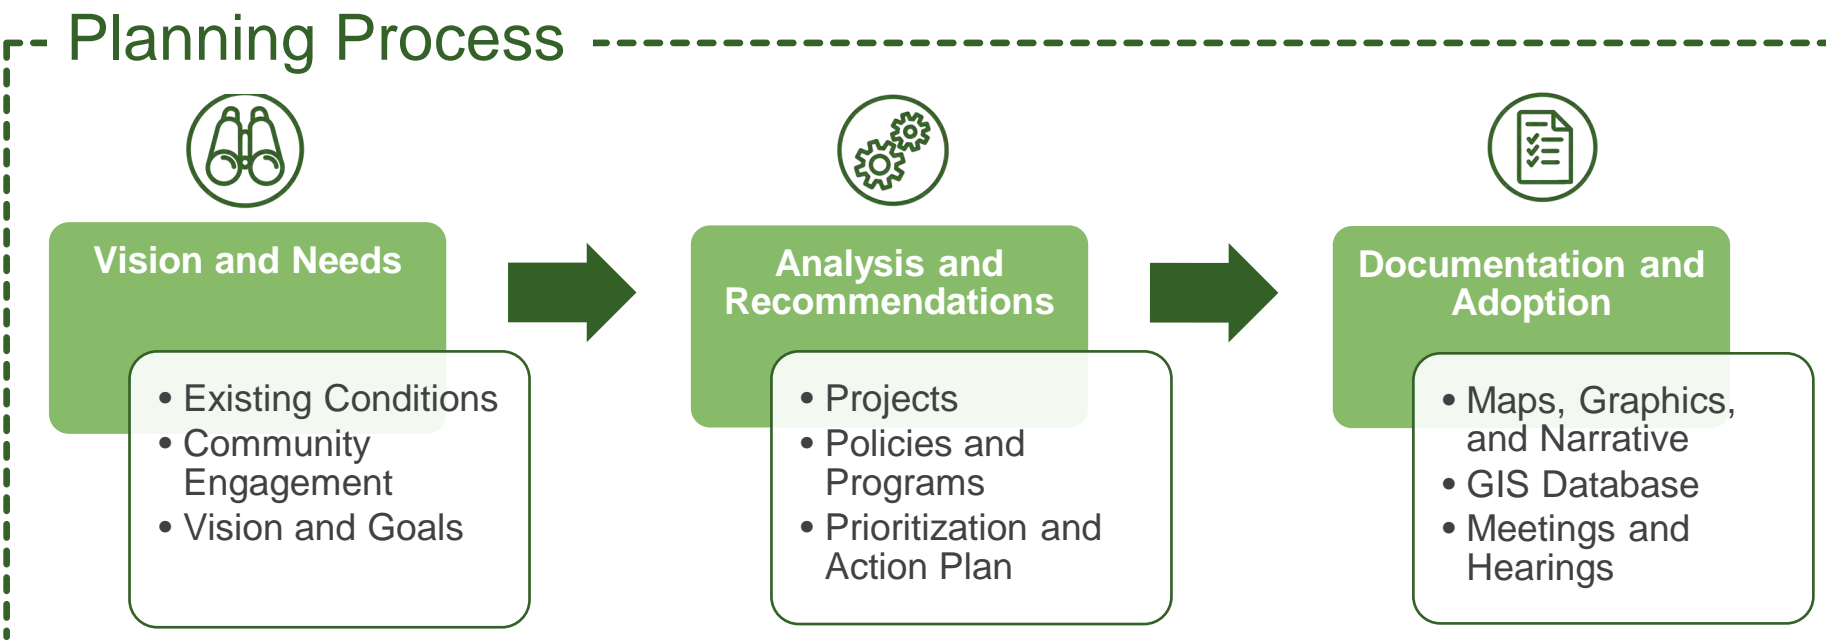 Planning Process
Vision and Needs
• Existing Conditions
• Community
Engagement
• Vision and Goals
Analysis and
Recommendations
• Projects
• Policies and
Programs
• Prioritization and
Action Plan
Documentation and
Adoption
• Maps, Graphics,
and Narrative
• GIS Database
• Meetings and
Hearings